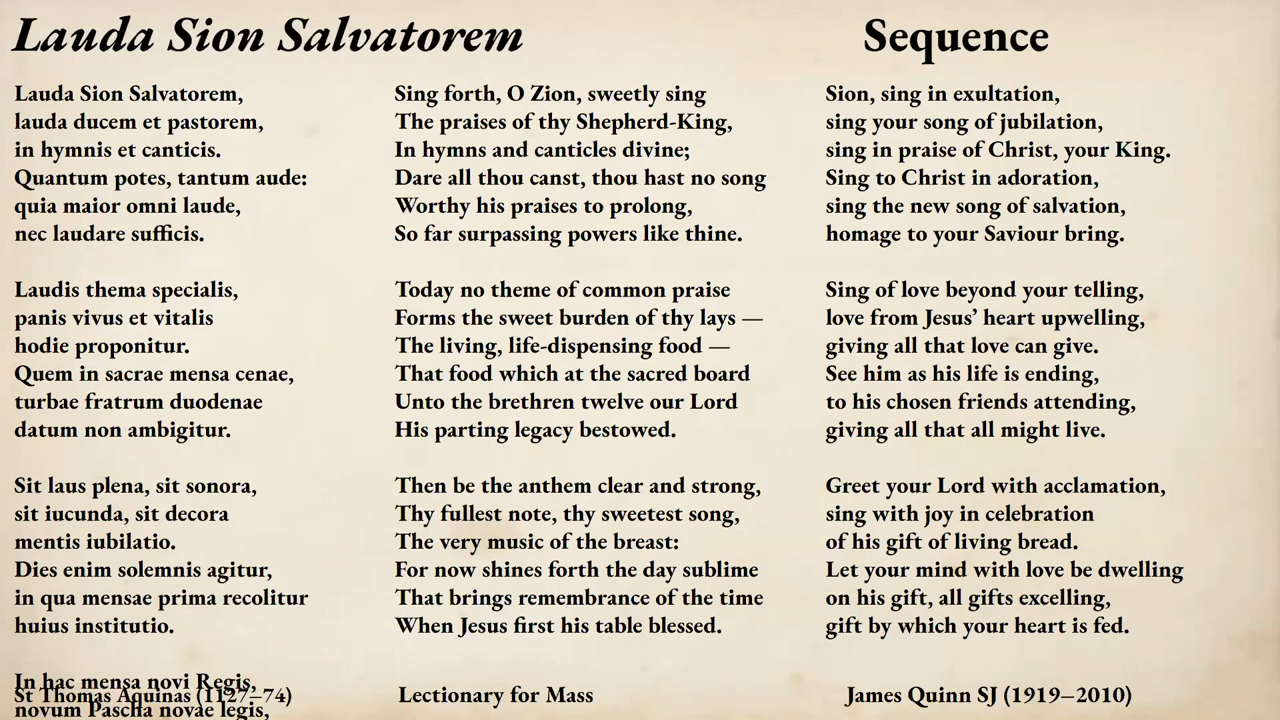 Lauda Sion Salvatorem
Sequence
Lauda Sion Salvatorem,
lauda ducem et pastorem,
in hymnis et canticis.
Quantum potes, tantum aude:
quia maior omni laude,
nec laudare sufficis.
Laudis thema specialis,
panis vivus et vitalis
hodie proponitur.
Quem in sacrae mensa cenae,
turbae fratrum duodenae
datum non ambigitur.
Sit laus plena, sit sonora,
sit iucunda, sit decora
mentis iubilatio.
Dies enim solemnis agitur,
in qua mensae prima recolitur
huius institutio.
In hac mensa novi Regis,
novum Pascha novae legis,
St Thomas Aquinas (1127–74)
Sing forth, O Zion, sweetly sing
The praises of thy Shepherd-King,
In hymns and canticles divine;
Dare all thou canst, thou hast no song
Worthy his praises to prolong,
So far surpassing powers like thine.
Today no theme of common praise
Forms the sweet burden of thy lays —
The living, life-dispensing food —
That food which at the sacred board
Unto the brethren twelve our Lord
His parting legacy bestowed.
Then be the anthem clear and strong,
Thy fullest note, thy sweetest song,
The very music of the breast:
For now shines forth the day sublime
That brings remembrance of the time
When Jesus first his table blessed.
Lectionary for Mass
Sion, sing in exultation,
sing your song of jubilation,
sing in praise of Christ, your King.
Sing to Christ in adoration,
sing the new song of salvation,
homage to your Saviour bring.
Sing of love beyond your telling,
love from Jesus’ heart upwelling,
giving all that love can give.
See him as his life is ending,
to his chosen friends attending,
giving all that all might live.
Greet your Lord with acclamation,
sing with joy in celebration
of his gift of living bread.
Let your mind with love be dwelling
on his gift, all gifts excelling,
gift by which your heart is fed.
James Quinn SJ (1919–2010)